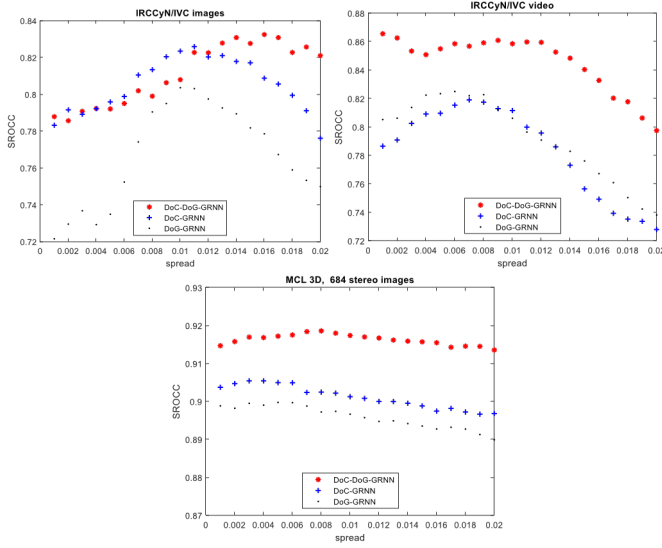 IRCCyN/IVC images
0.84
0.82
0.8
0.78
0.76
0.74
0.72
SROCC
0 0.002 0.004 0.006 0.008 0.01 0.012 0.014 0.016 0.018 0.02
spread
DoC-DoG-GRNN
DoC-GRNN
DoG-GRNN
IRCCyN/IVC video
0.88
0.86
0.84
0.82
0.8
0.78
0.76
0.74
0.72
SROCC
0 0.002 0.004 0.006 0.008 0.01 0.012 0.014 0.016 0.018 0.02
spread
DoC-DoG-GRNN
DoC-GRNN
DoG-GRNN
MCL 3D, 684 stereo images
0.93
0.92
0.91
0.9
0.89
0.88
0.87
SROCC
0 0.002 0.004 0.006 0.008 0.01 0.012 0.014 0.016 0.018 0.02
spread
DoC-DoG-GRNN
DoC-GRNN
DoG-GRNN